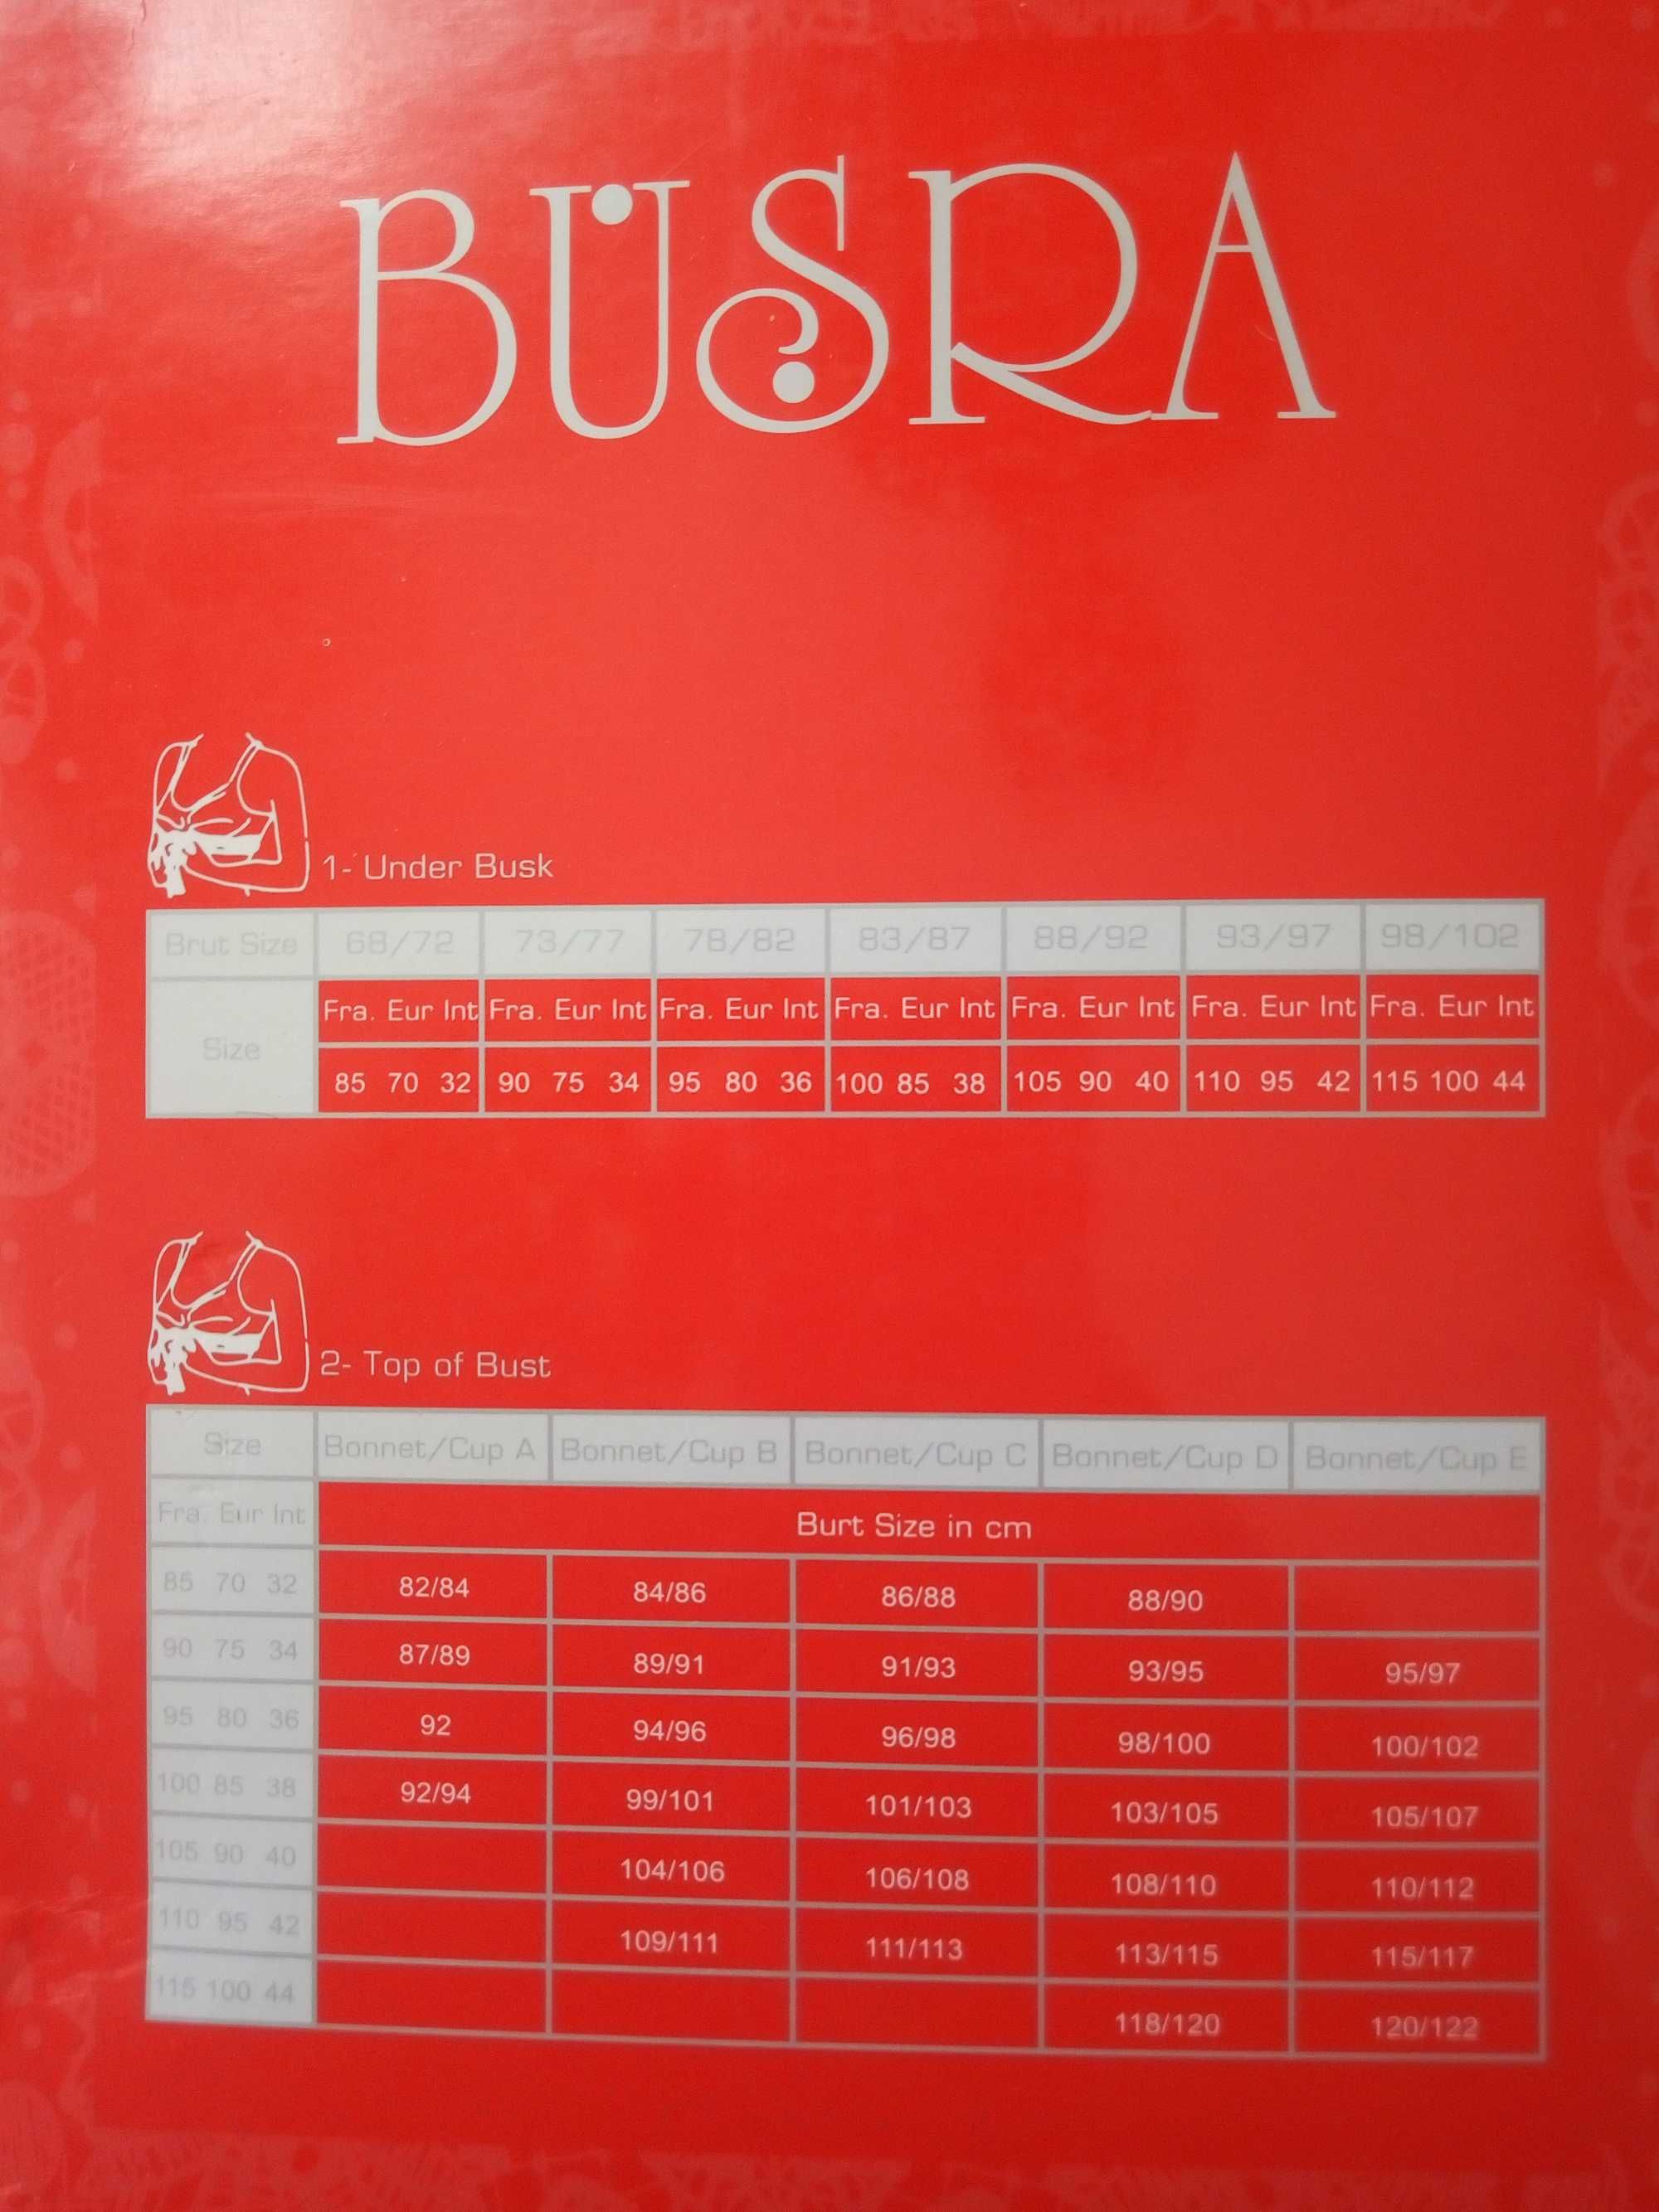 BÜSRA
1- Under Busk
Brut Size 68/72 73/77 78/82 83/87 88/92 93/97 98/102
Size Fra. Eur Int Fra. Eur Int Fra. Eur Int Fra. Eur Int Fra. Eur Int Fra. Eur Int Fra. Eur Int
85 70 32 90 75 34 95 80 36 100 85 38 105 90 40 110 95 42 115 100 44
2- Top of Bust
Size Bonnet/Cup A Bonnet/Cup B Bonnet/Cup C Bonnet/Cup D Bonnet/Cup E
Fra. Eur Int Burt Size in cm
85 70 32 82/84 84/86 86/88 88/90
90 75 34 87/89 89/91 91/93 93/95 95/97
95 80 36 92 94/96 96/98 98/100 100/102
100 85 38 92/94 99/101 101/103 103/105 105/107
105 90 40 104/106 106/108 108/110 110/112
110 95 42 109/111 111/113 113/115 115/117
115 100 44 118/120 120/122